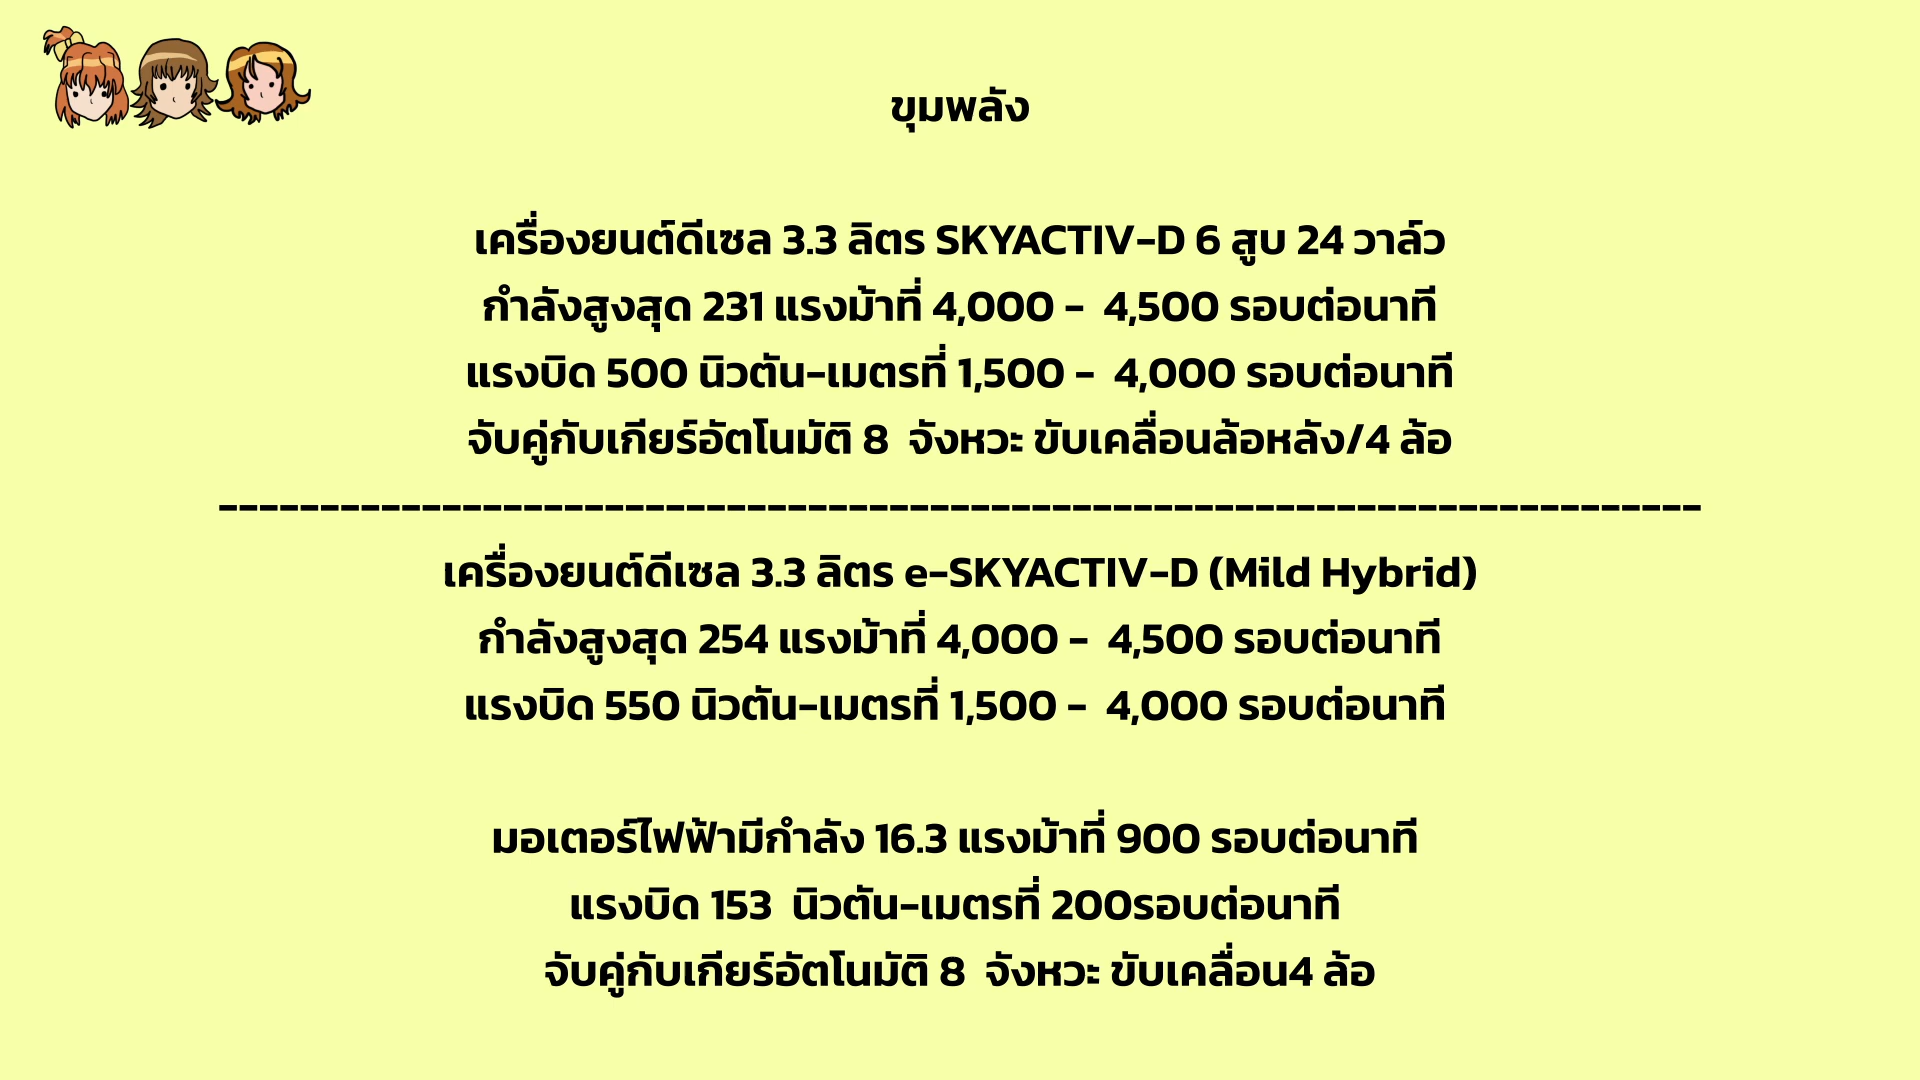 ขุมพลัง
เครื่องยนต์ดีเซล 3.3 ลิตร SKYACTIV-D 6 สูบ 24 วาล์ว
กำลังสูงสุด 231 แรงม้าที่ 4,000 -  4,500 รอบต่อนาที
แรงบิด 500 นิวตัน-เมตรที่ 1,500 -  4,000 รอบต่อนาที
จับคู่กับเกียร์อัตโนมัติ 8  จังหวะ ขับเคลื่อนล้อหลัง/4 ล้อ
-------------------------------------------------------------------------
เครื่องยนต์ดีเซล 3.3 ลิตร e-SKYACTIV-D (Mild Hybrid)
กำลังสูงสุด 254 แรงม้าที่ 4,000 -  4,500 รอบต่อนาที
แรงบิด 550 นิวตัน-เมตรที่ 1,500 -  4,000 รอบต่อนาที
มอเตอร์ไฟฟ้ามีกำลัง 16.3 แรงม้าที่ 900 รอบต่อนาที
แรงบิด 153  นิวตัน-เมตรที่ 200รอบต่อนาที
จับคู่กับเกียร์อัตโนมัติ 8  จังหวะ ขับเคลื่อน4 ล้อ